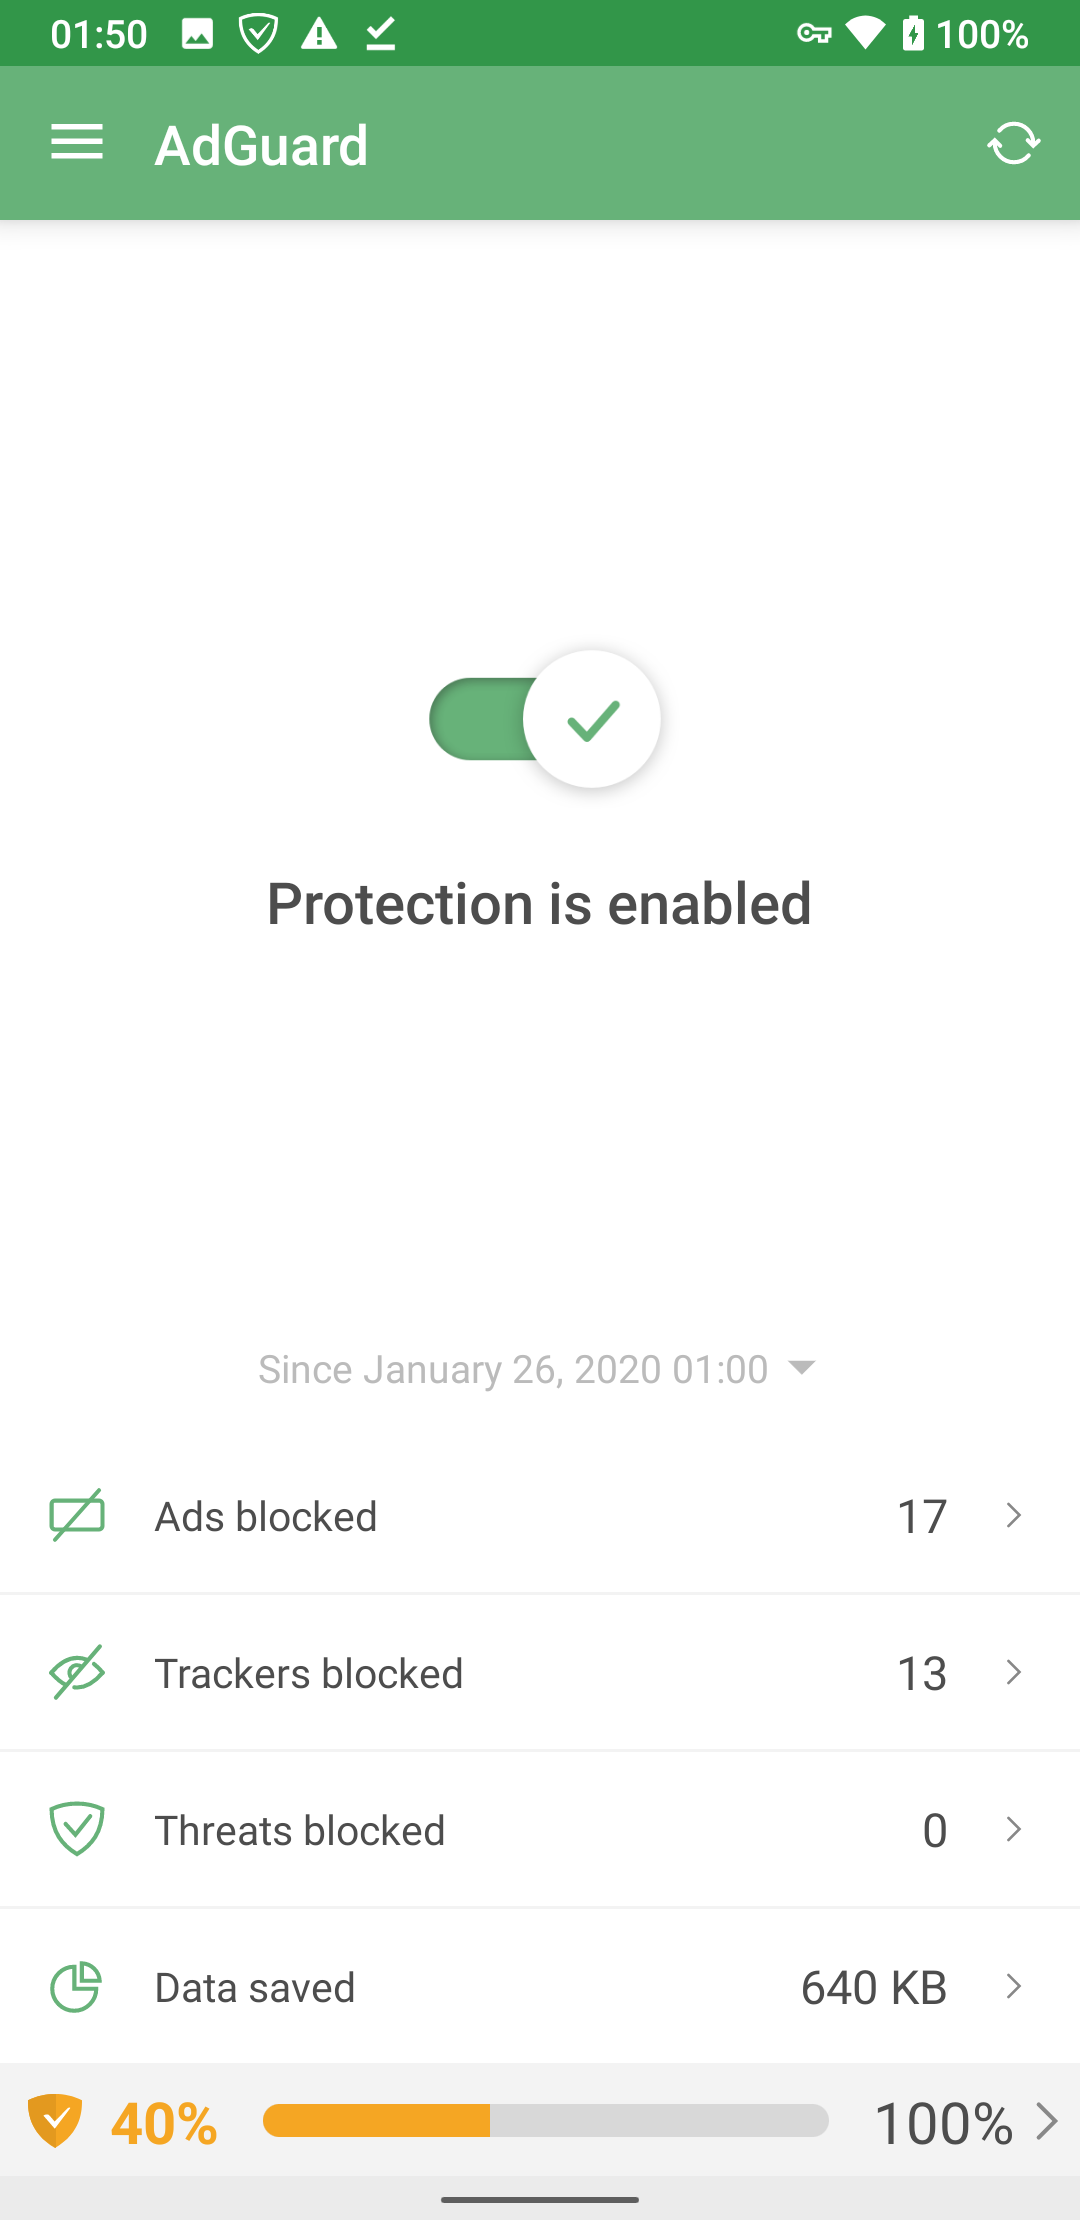 01:50
100%
AdGuard
Protection is enabled
Since January 26, 2020 01:00
Ads blocked 17
Trackers blocked 13
Threats blocked 0
Data saved 640 KB
40% 100%